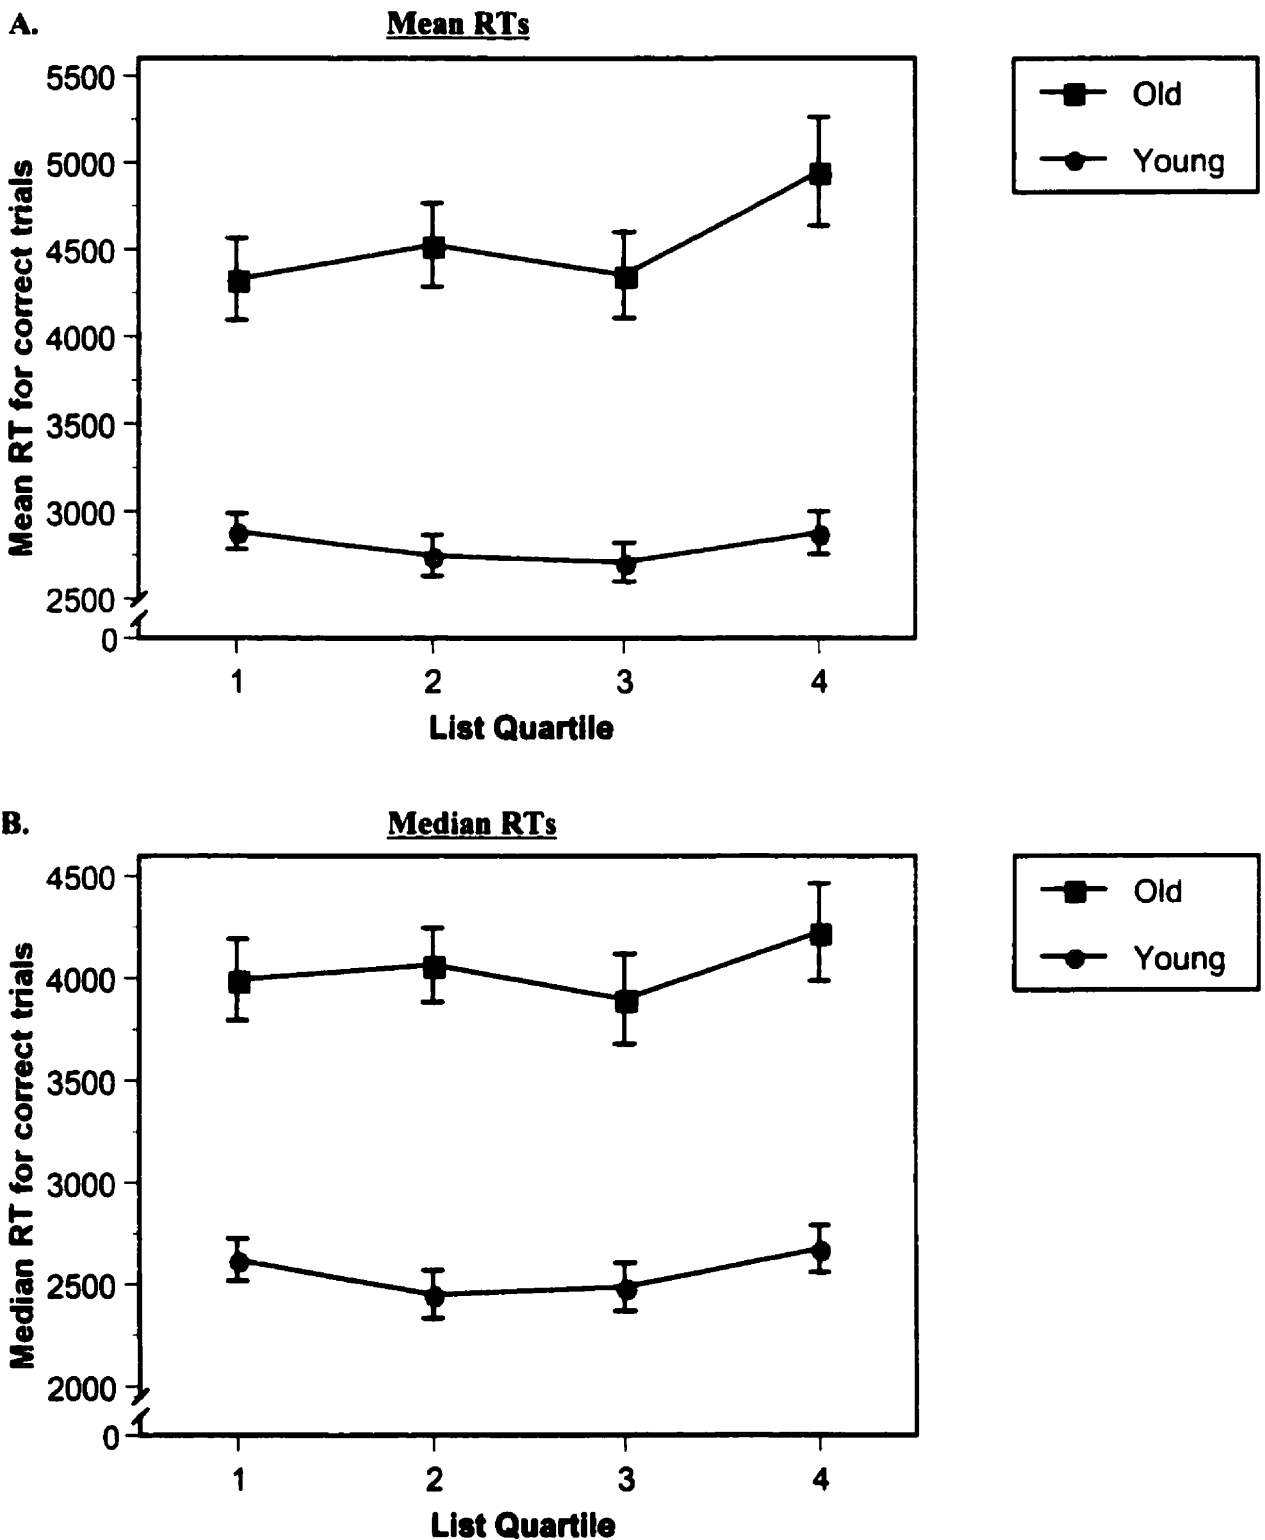 A.
Mean RTs
Mean RT for correct trials
5500
5000
4500
4000
3500
3000
2500
0
1 2 3 4
List Quartile
Old
Young
B.
Median RTs
Median RT for correct trials
4500
4000
3500
3000
2500
2000
0
1 2 3 4
List Quartile
Old
Young